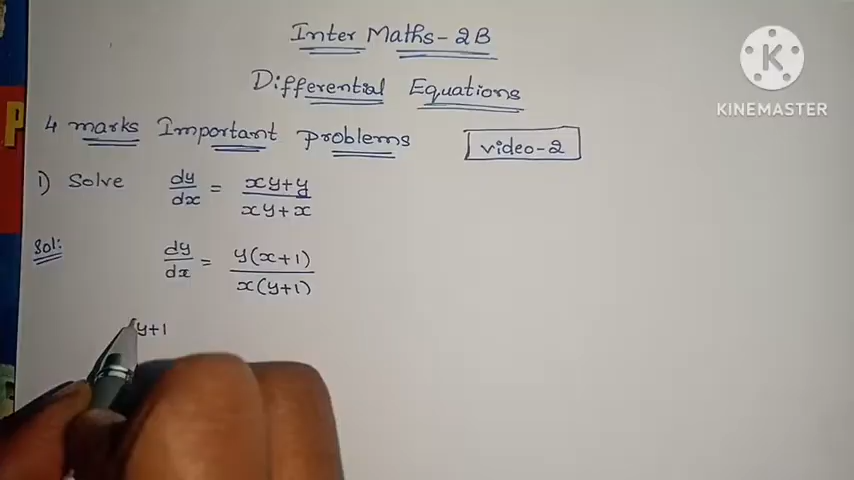 Inter Maths - 2B
K
KINEMASTER
Differential Equations
4 marks Important Problems
video-2
1) Solve dy/dx = xy+y / xy+x
Sol: dy/dx = y(x+1) / x(y+1)
y+1
P